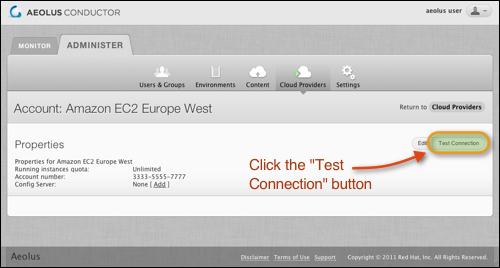 AEOLUS CONDUCTOR
aeolus user
MONITOR
ADMINISTER
Users & Groups
Environments
Content
Cloud Providers
Settings
Account: Amazon EC2 Europe West
Return to Cloud Providers
Properties
Edit
Test Connection
Properties for Amazon EC2 Europe West
Running instances quota: Unlimited
Account number: 3333-5555-7777
Config Server: None [ Add ]
Click the "Test
Connection" button
Aeolus
Disclaimer Terms of Use Support
Copyright © 2011 Red Hat, Inc. All Rights Reserved